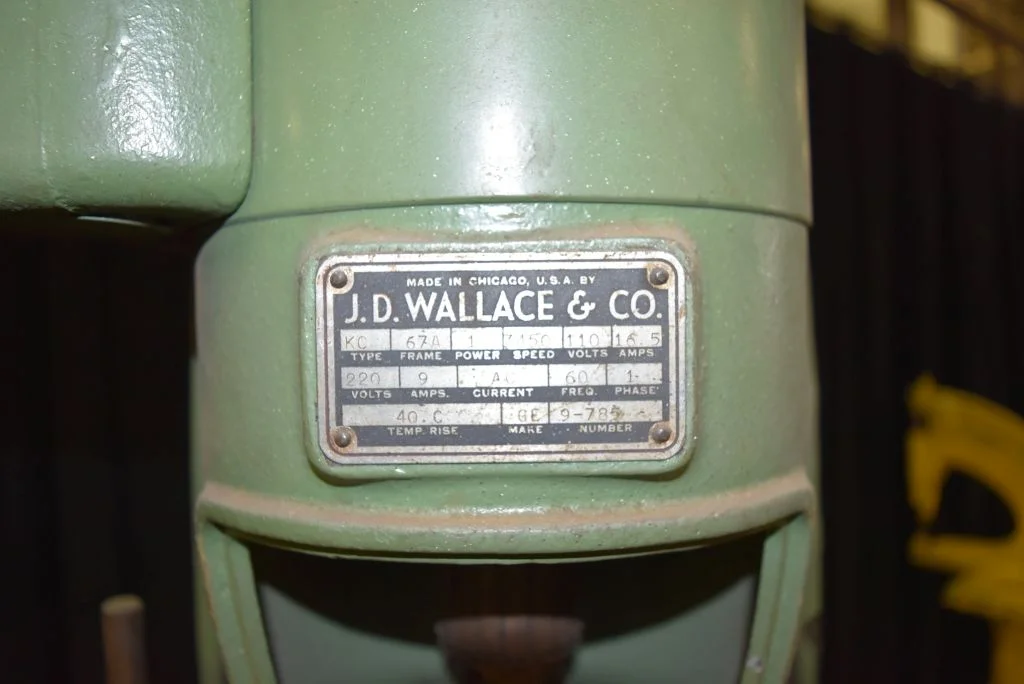 MADE IN CHICAGO, U.S.A. BY
J.D. WALLACE & CO.
KC 67A 1 3450 110 16.5
TYPE FRAME POWER SPEED VOLTS AMPS
220 9 AC 60 1
VOLTS AMPS. CURRENT FREQ. PHASE
40.C GE 9-785
TEMP. RISE MAKE NUMBER